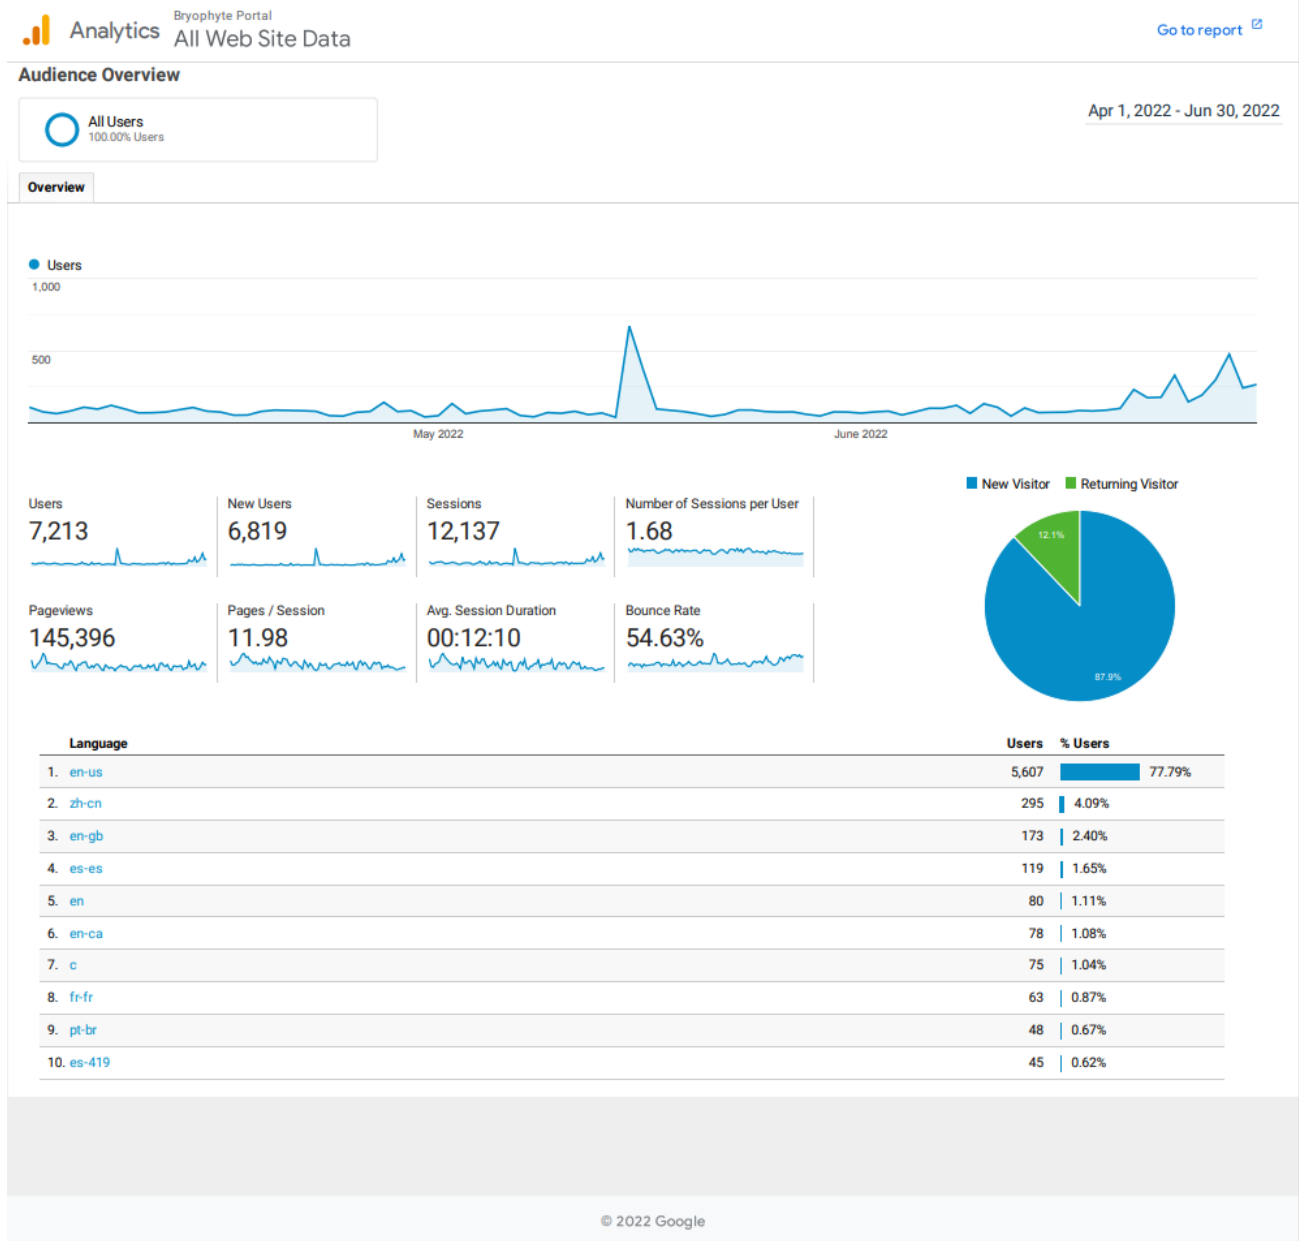 Analytics
Bryophyte Portal
All Web Site Data
Go to report
Audience Overview
All Users
100.00% Users
Apr 1, 2022 - Jun 30, 2022
Overview
Users
1,000
500
May 2022
June 2022
New Visitor
Returning Visitor
Users
7,213
New Users
6,819
Sessions
12,137
Number of Sessions per User
1.68
12.1%
87.9%
Pageviews
145,396
Pages / Session
11.98
Avg. Session Duration
00:12:10
Bounce Rate
54.63%
Language Users % Users
1. en-us 5,607 77.79%
2. zh-cn 295 4.09%
3. en-gb 173 2.40%
4. es-es 119 1.65%
5. en 80 1.11%
6. en-ca 78 1.08%
7. c 75 1.04%
8. fr-fr 63 0.87%
9. pt-br 48 0.67%
10. es-419 45 0.62%
© 2022 Google